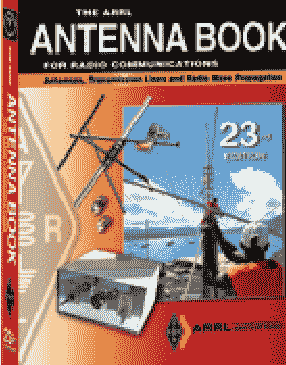 THE ARRL
ANTENNA BOOK
FOR RADIO COMMUNICATIONS
Antennas, Transmission Lines and Radio Wave Propagation
23rd
EDITION
ANTENNA BOOK
R
ARRL